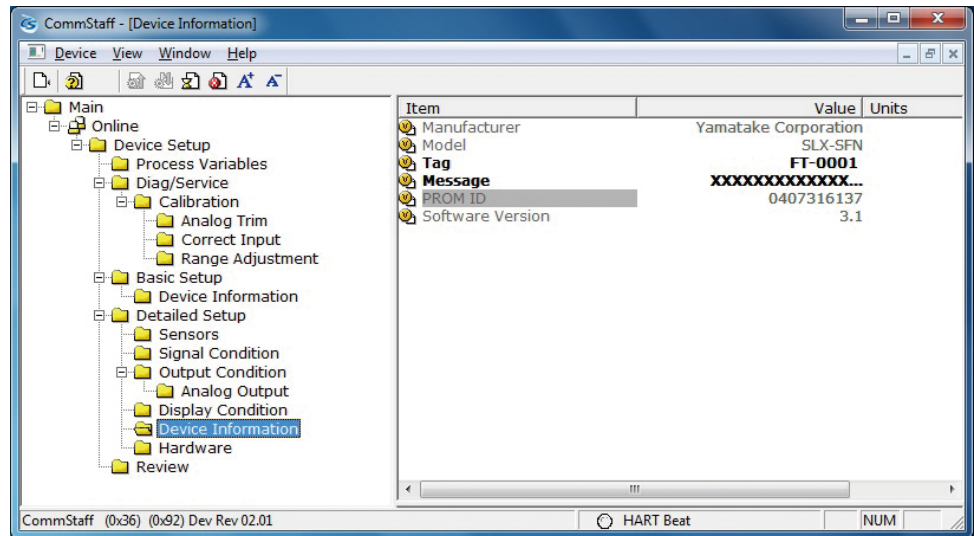 CommStaff - [Device Information]
Device View Window Help
Main
Online
Device Setup
Process Variables
Diag/Service
Calibration
Analog Trim
Correct Input
Range Adjustment
Basic Setup
Device Information
Detailed Setup
Sensors
Signal Condition
Output Condition
Analog Output
Display Condition
Device Information
Hardware
Review
Item Value Units
Manufacturer Yamatake Corporation
Model SLX-SFN
Tag FT-0001
Message XXXXXXXXXXXXX...
PROM ID 0407316137
Software Version 3.1
CommStaff (0x36) (0x92) Dev Rev 02.01 HART Beat NUM